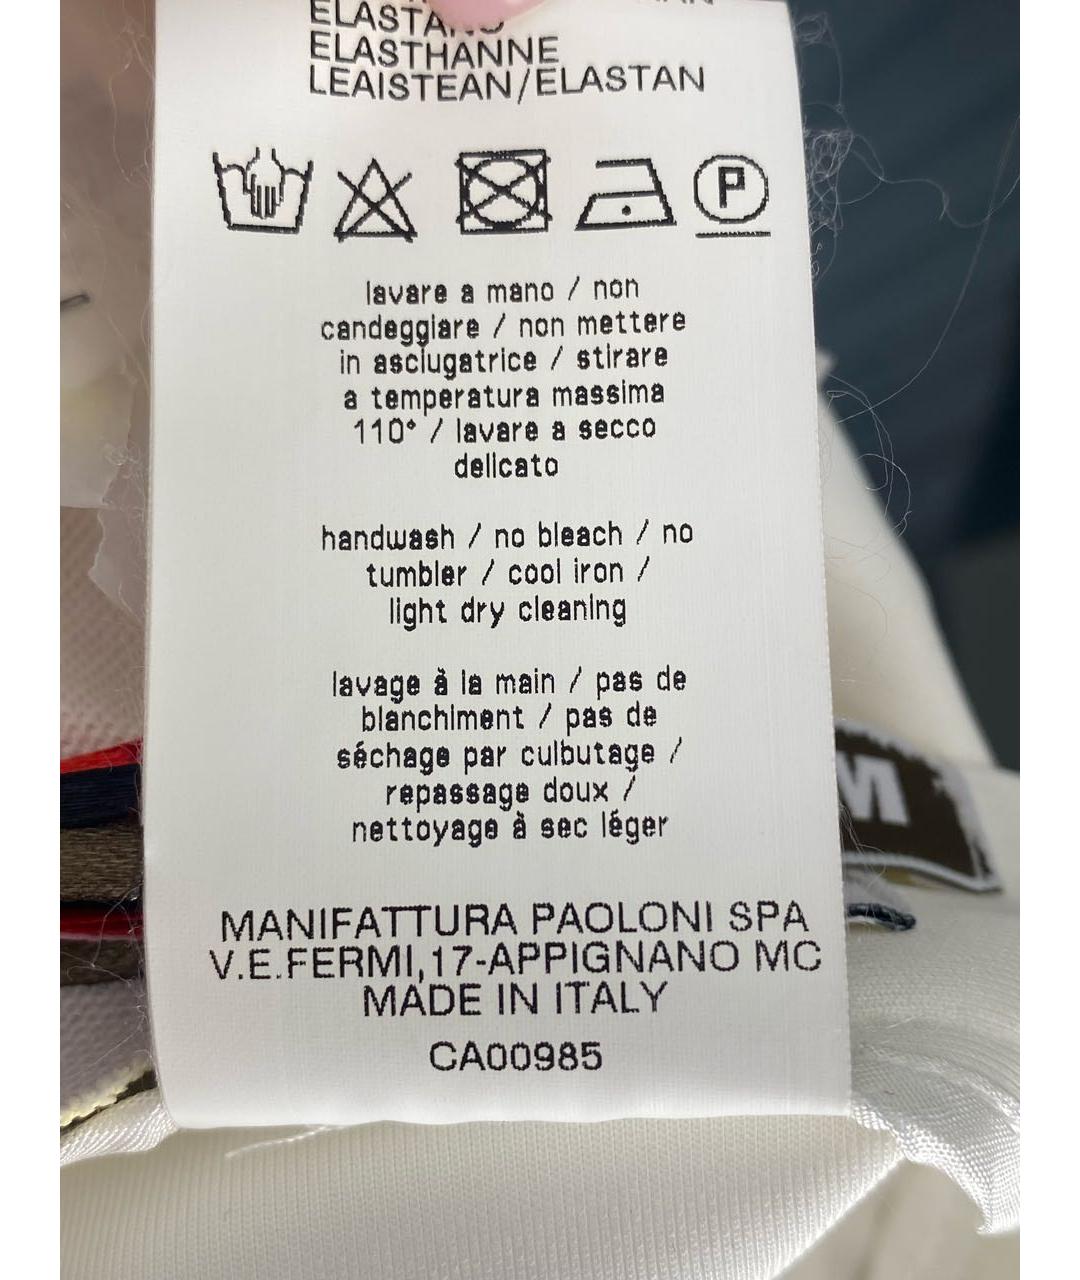 ELASTANO
ELASTHANNE
LEAISTEAN/ELASTAN
P
lavare a mano / non
candeggiare / non mettere
in asciugatrice / stirare
a temperatura massima
110° / lavare a secco
delicato
handwash / no bleach / no
tumbler / cool iron /
light dry cleaning
lavage à la main / pas de
blanchiment / pas de
séchage par culbutage /
repassage doux /
nettoyage à sec léger
MANIFATTURA PAOLONI SPA
V.E.FERMI,17-APPIGNANO MC
MADE IN ITALY
CA00985
M